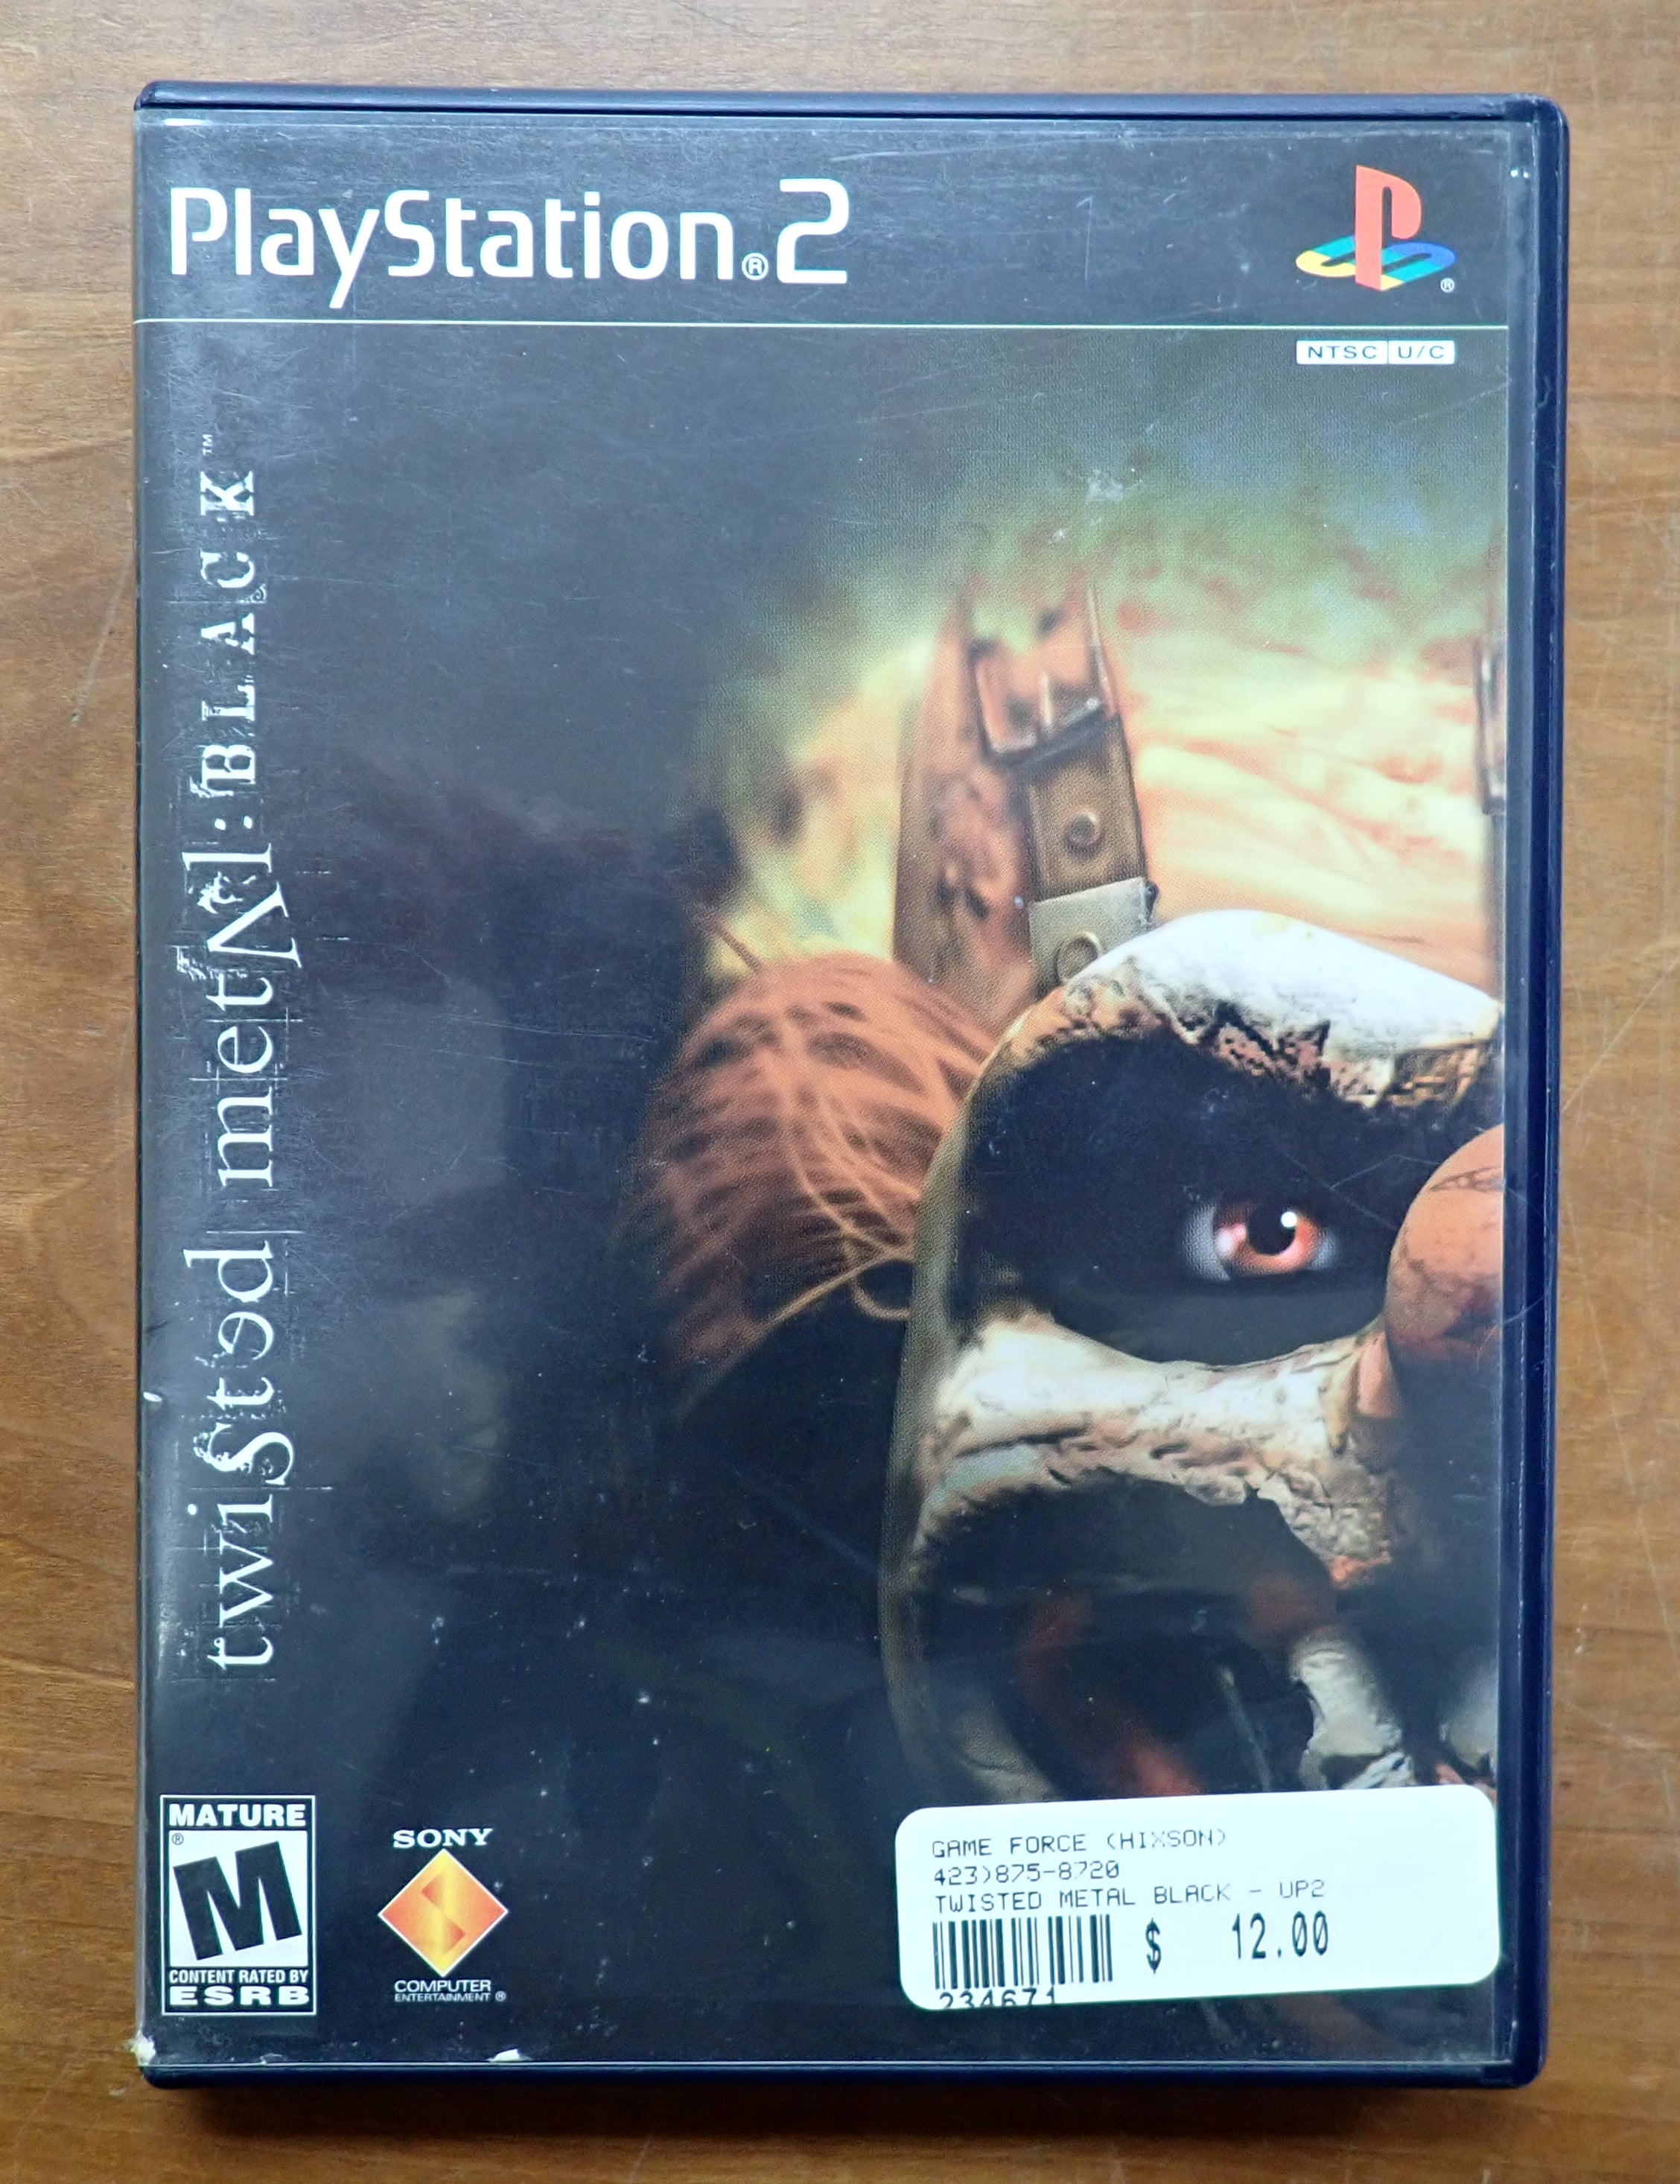 PlayStation®2
®
NTSC U/C
twiSted metAl: BLACK™
MATURE
®
M
CONTENT RATED BY
ESRB
SONY
COMPUTER
ENTERTAINMENT®
GAME FORCE (HIXSON)
423)875-8720
TWISTED METAL BLACK - UP2
$ 12.00
234671